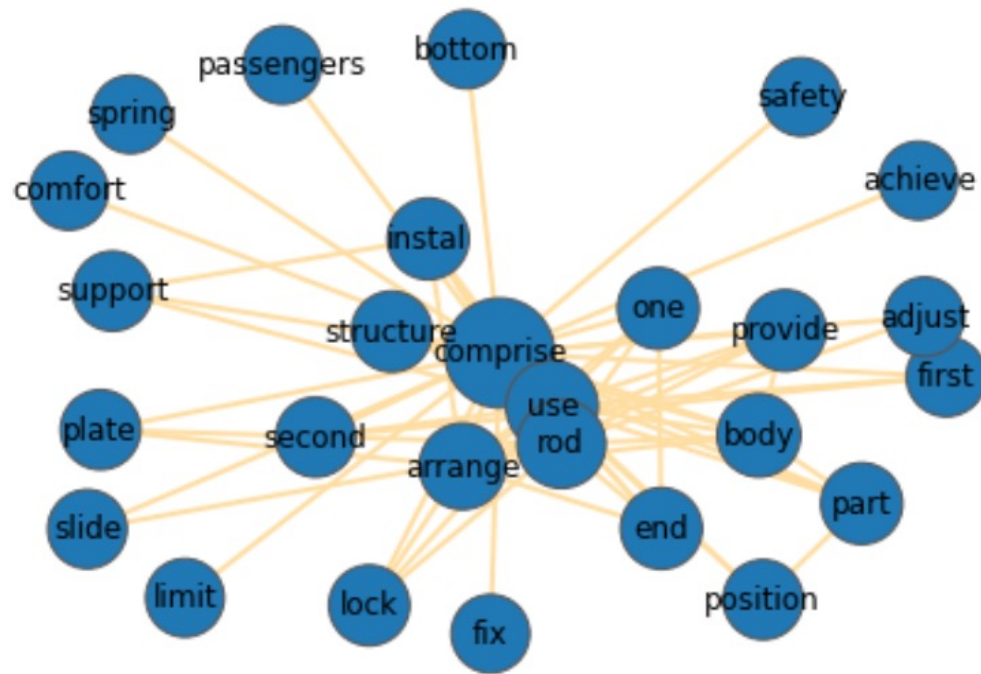 bottom
passengers
safety
spring
achieve
comfort
instal
support
one
adjust
structure
provide
comprise
first
use
plate
second
body
rod
arrange
part
slide
end
limit
lock
position
fix